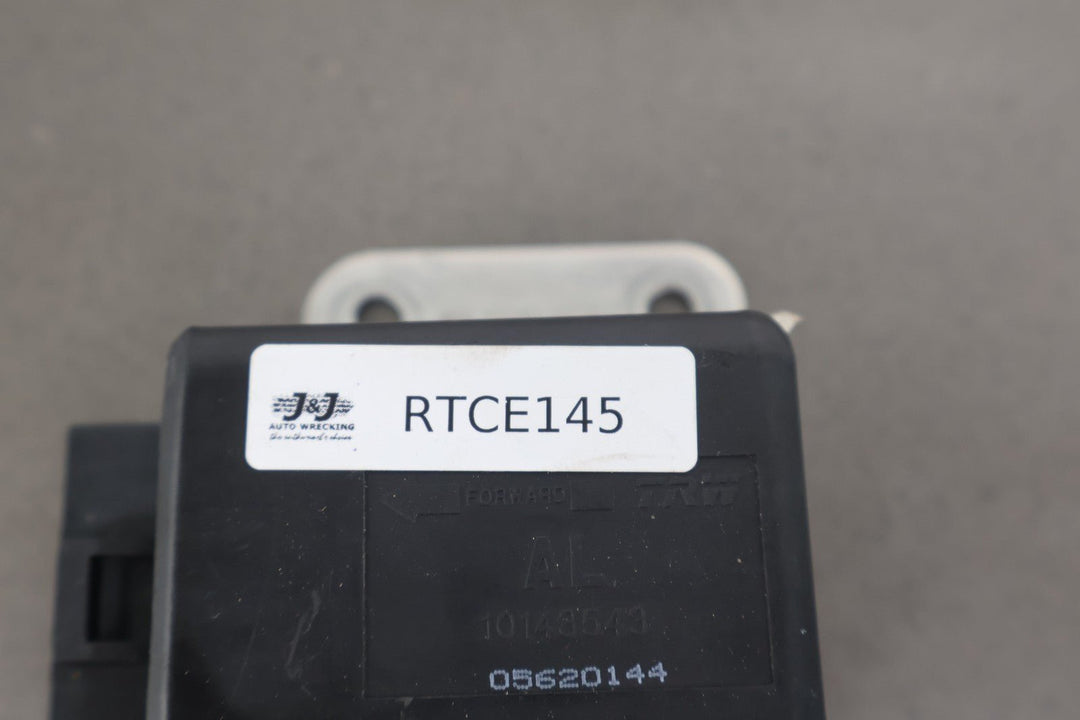 J&J
AUTO WRECKING
RTCE145
FORWARD
TRW
AL
10143543
05620144